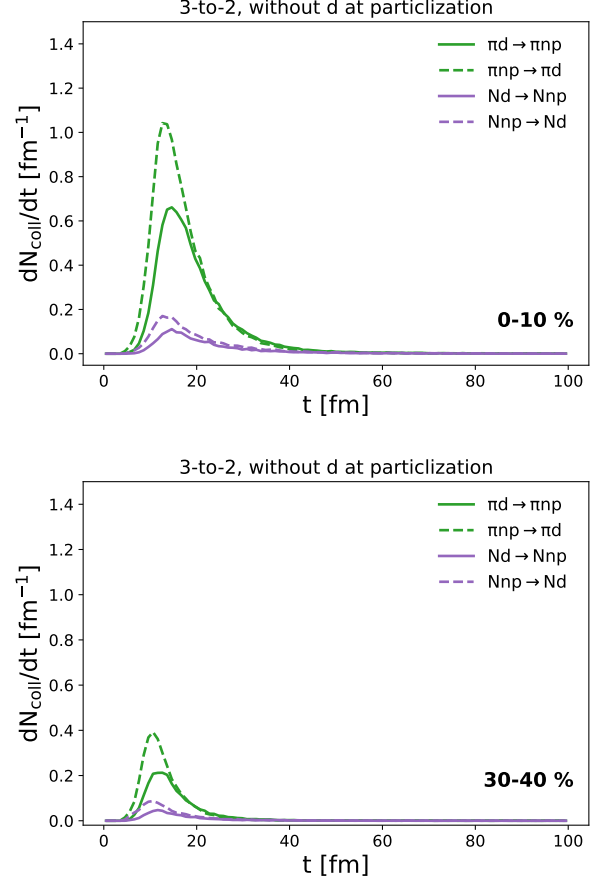 3-to-2, without d at particlization
1.4
1.2
1.0
0.8
0.6
0.4
0.2
0.0
dN_coll/dt [fm⁻¹]
πd → πnp
πnp → πd
Nd → Nnp
Nnp → Nd
0-10 %
0 20 40 60 80 100
t [fm]
3-to-2, without d at particlization
1.4
1.2
1.0
0.8
0.6
0.4
0.2
0.0
dN_coll/dt [fm⁻¹]
πd → πnp
πnp → πd
Nd → Nnp
Nnp → Nd
30-40 %
0 20 40 60 80 100
t [fm]